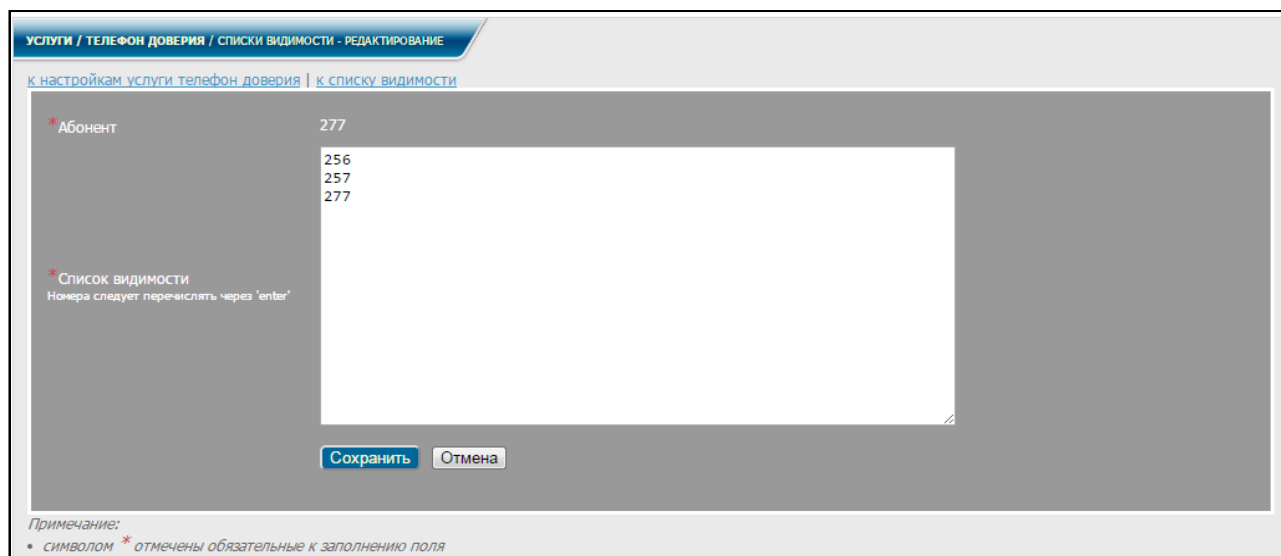 УСЛУГИ / ТЕЛЕФОН ДОВЕРИЯ / СПИСКИ ВИДИМОСТИ - РЕДАКТИРОВАНИЕ
к настройкам услуги телефон доверия | к списку видимости
*Абонент 277
256
257
277
*Список видимости
Номера следует перечислять через 'enter'
Сохранить Отмена
Примечание:
• символом * отмечены обязательные к заполнению поля